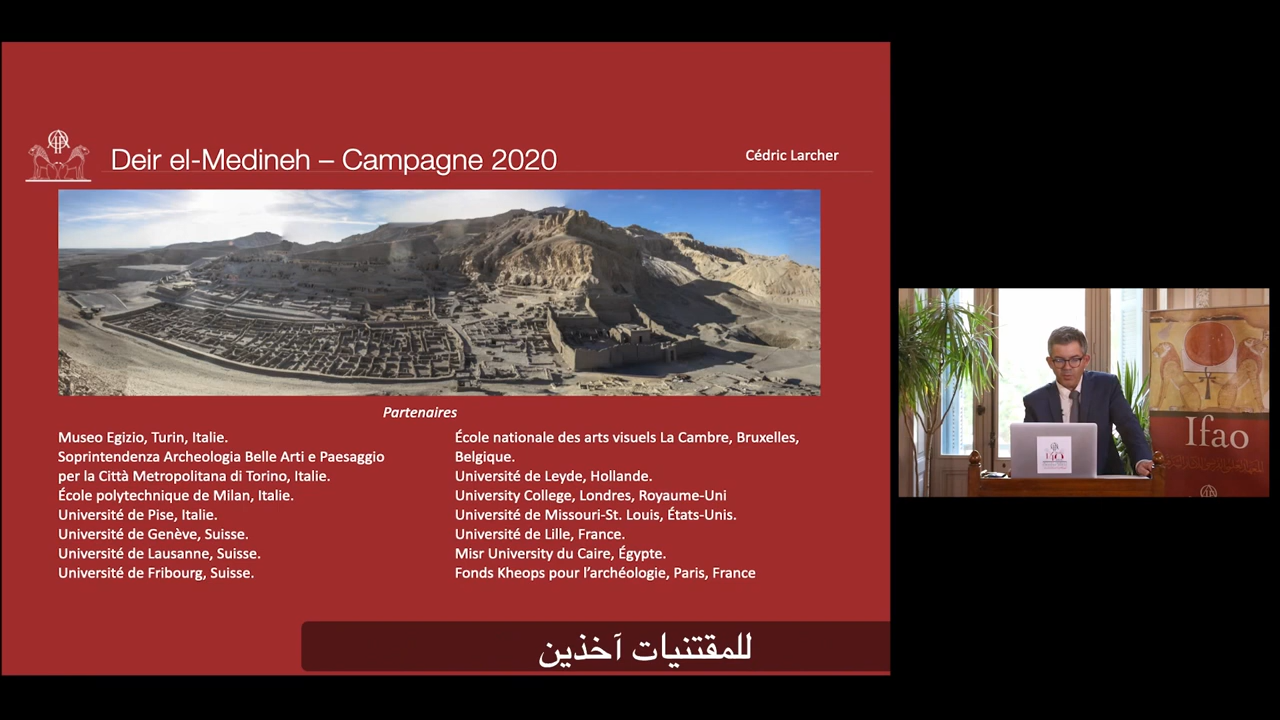 Deir el-Medineh – Campagne 2020
Cédric Larcher
Partenaires
Museo Egizio, Turin, Italie.
Soprintendenza Archeologia Belle Arti e Paesaggio
per la Città Metropolitana di Torino, Italie.
École polytechnique de Milan, Italie.
Université de Pise, Italie.
Université de Genève, Suisse.
Université de Lausanne, Suisse.
Université de Fribourg, Suisse.
École nationale des arts visuels La Cambre, Bruxelles,
Belgique.
Université de Leyde, Hollande.
University College, Londres, Royaume-Uni
Université de Missouri-St. Louis, États-Unis.
Université de Lille, France.
Misr University du Caire, Égypte.
Fonds Kheops pour l’archéologie, Paris, France
للمقتنيات آخذين
Ifao